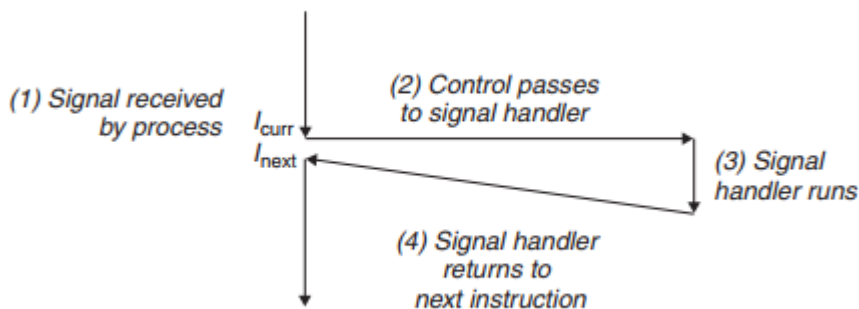 (1) Signal received
by process
(2) Control passes
to signal handler
Icurr
Inext
(3) Signal
handler runs
(4) Signal handler
returns to
next instruction